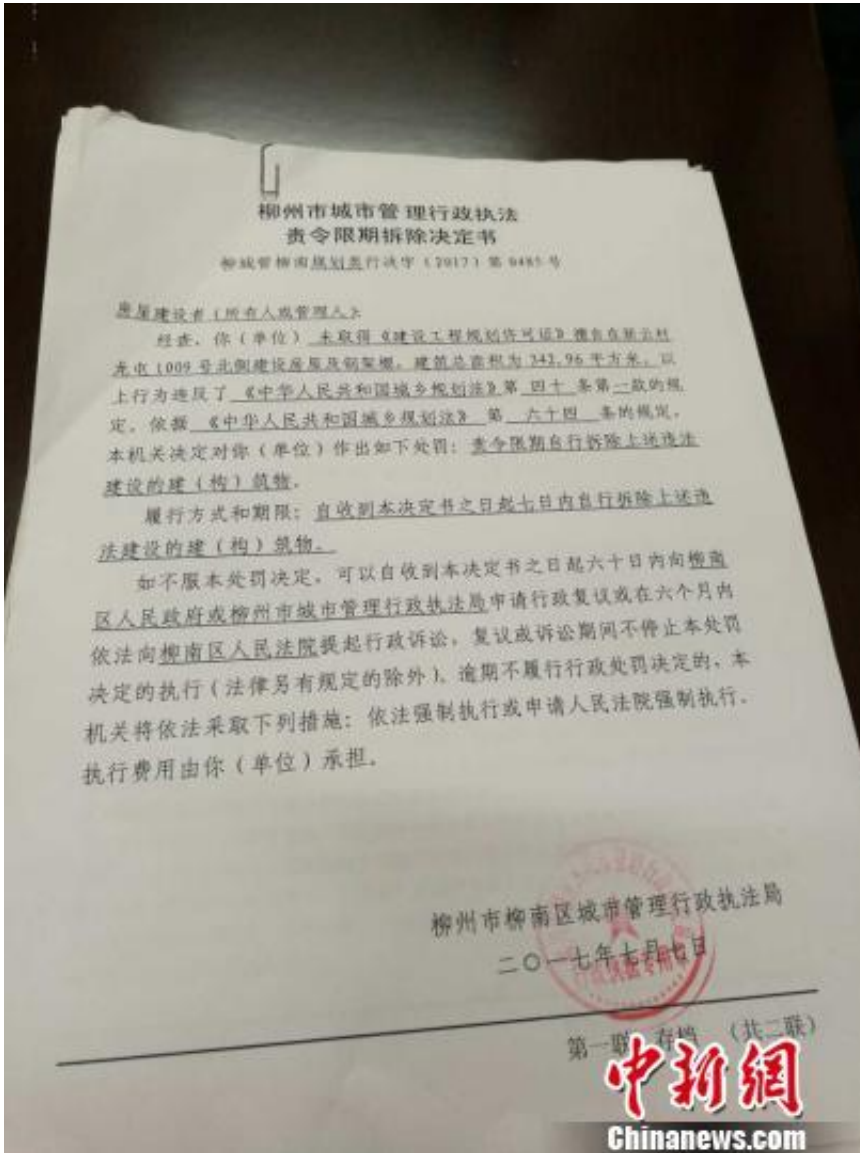 柳州市城市管理行政执法
责令限期拆除决定书
柳城管柳南规划类行决字（2017）第0485号
房屋建设者（所有人或管理人）：
经查，你（单位）未取得《建设工程规划许可证》擅自在新云村
龙屯1009号北侧建设房屋及钢架棚，建筑总面积为242.96平方米。以
上行为违反了《中华人民共和国城乡规划法》第 四十 条第一款的规
定。依据 《中华人民共和国城乡规划法》 第 六十四 条的规定，
本机关决定对你（单位）作出如下处罚：责令限期自行拆除上述违法
建设的建（构）筑物。
履行方式和期限：自收到本决定书之日起七日内自行拆除上述违
法建设的建（构）筑物。
如不服本处罚决定，可以自收到本决定书之日起六十日内向柳南
区人民政府或柳州市城市管理行政执法局申请行政复议或在六个月内
依法向柳南区人民法院提起行政诉讼。复议或诉讼期间不停止本处罚
决定的执行（法律另有规定的除外）。逾期不履行行政处罚决定的，本
机关将依法采取下列措施：依法强制执行或申请人民法院强制执行，
执行费用由你（单位）承担。
柳州市柳南区城市管理行政执法局
二〇一七年七月七日
第一联 存档 （共二联）
中新網
Chinanews.com